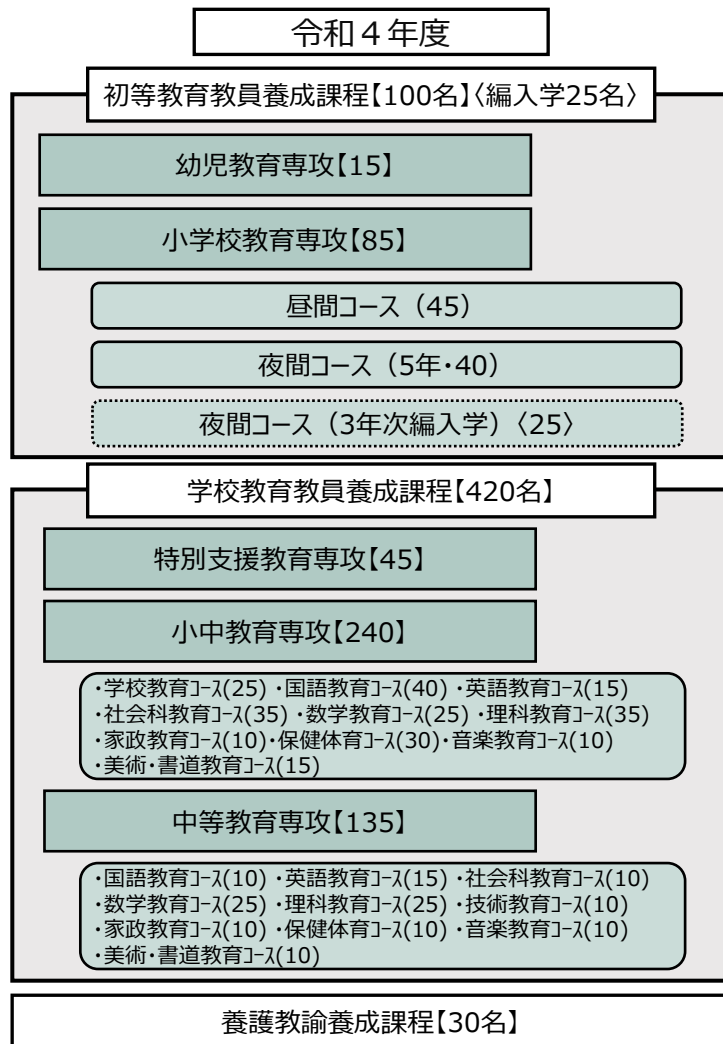 令和４年度
初等教育教員養成課程【100名】〈編入学25名〉
幼児教育専攻【15】
小学校教育専攻【85】
昼間コース（45）
夜間コース（5年・40）
夜間コース（3年次編入学）〈25〉
学校教育教員養成課程【420名】
特別支援教育専攻【45】
小中教育専攻【240】
・学校教育ｺｰｽ(25) ・国語教育ｺｰｽ(40) ・英語教育ｺｰｽ(15)
・社会科教育ｺｰｽ(35) ・数学教育ｺｰｽ(25) ・理科教育ｺｰｽ(35)
・家政教育ｺｰｽ(10)・保健体育ｺｰｽ(30)・音楽教育ｺｰｽ(10)
・美術・書道教育ｺｰｽ(15)
中等教育専攻【135】
・国語教育ｺｰｽ(10) ・英語教育ｺｰｽ(15) ・社会科教育ｺｰｽ(10)
・数学教育ｺｰｽ(25) ・理科教育ｺｰｽ(25) ・技術教育ｺｰｽ(10)
・家政教育ｺｰｽ(10) ・保健体育ｺｰｽ(10) ・音楽教育ｺｰｽ(10)
・美術・書道教育ｺｰｽ(10)
養護教諭養成課程【30名】